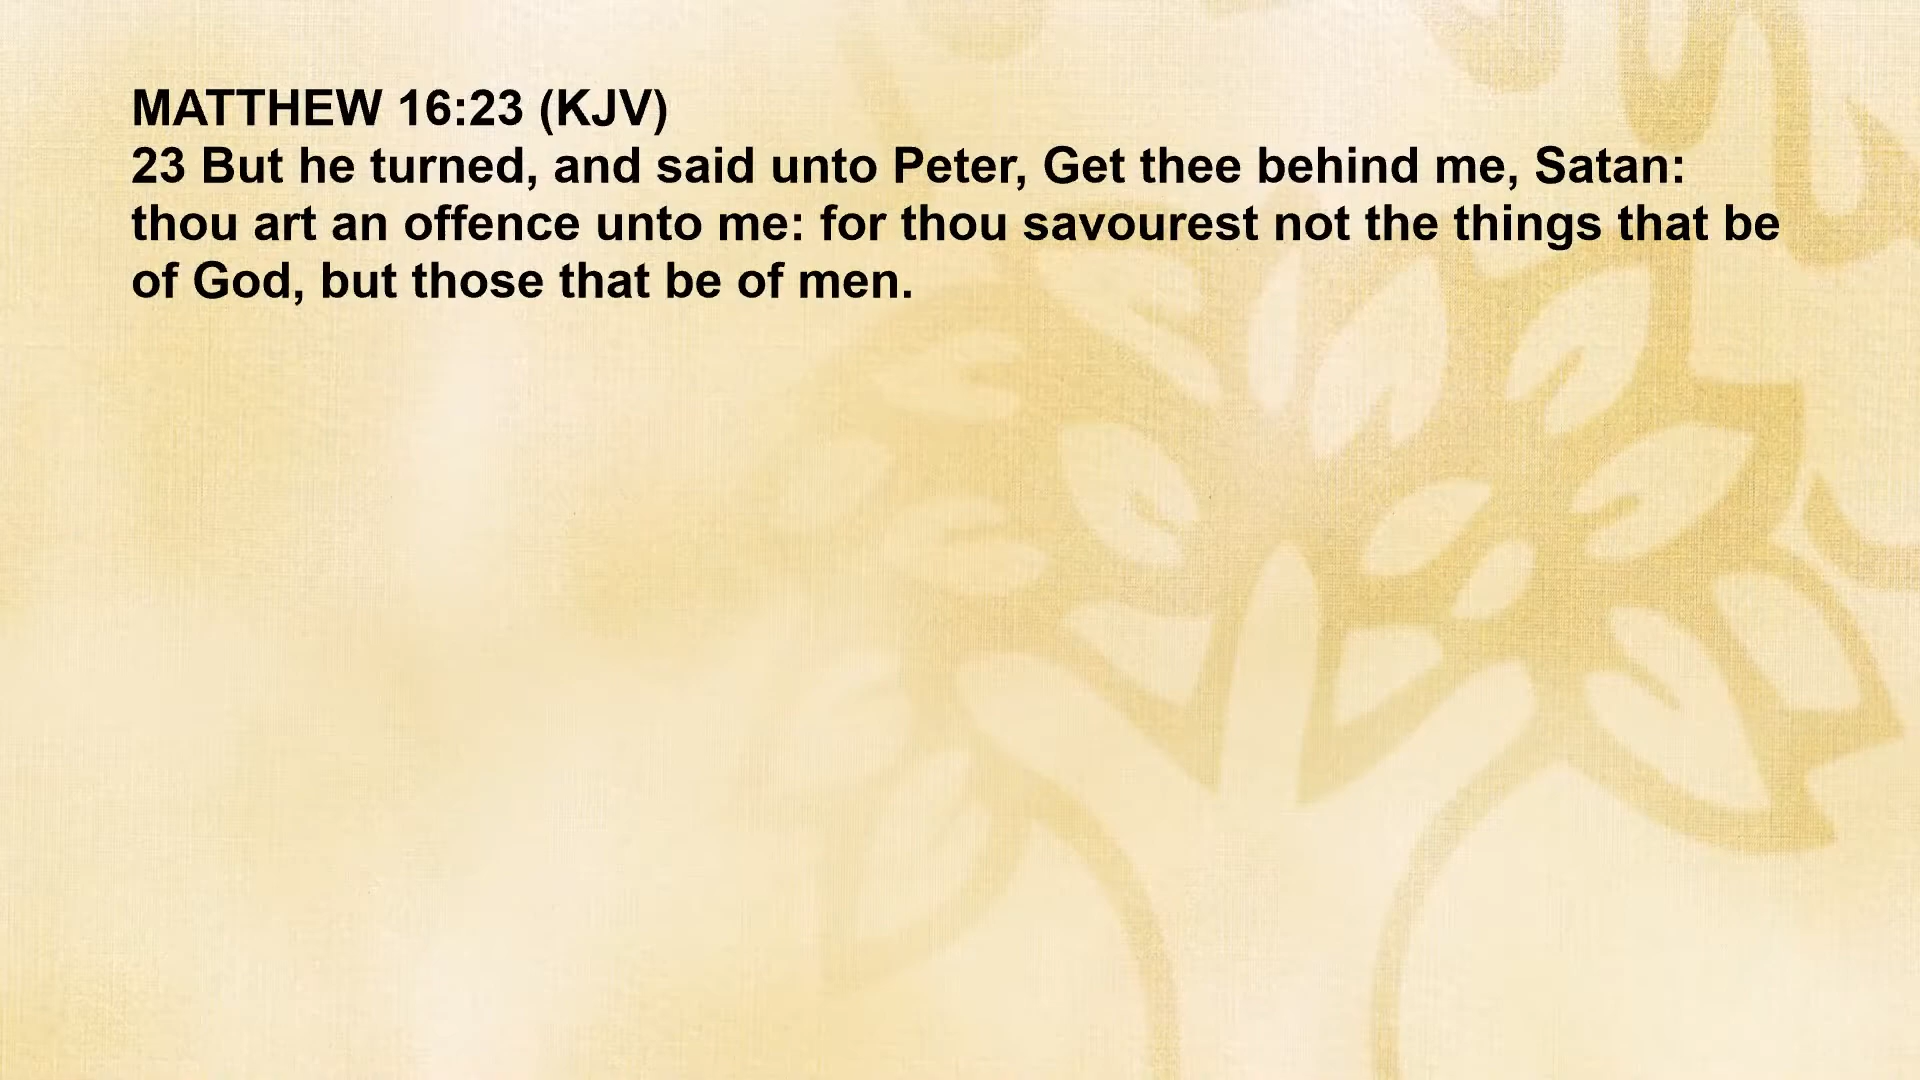 MATTHEW 16:23 (KJV)
23 But he turned, and said unto Peter, Get thee behind me, Satan:
thou art an offence unto me: for thou savourest not the things that be
of God, but those that be of men.